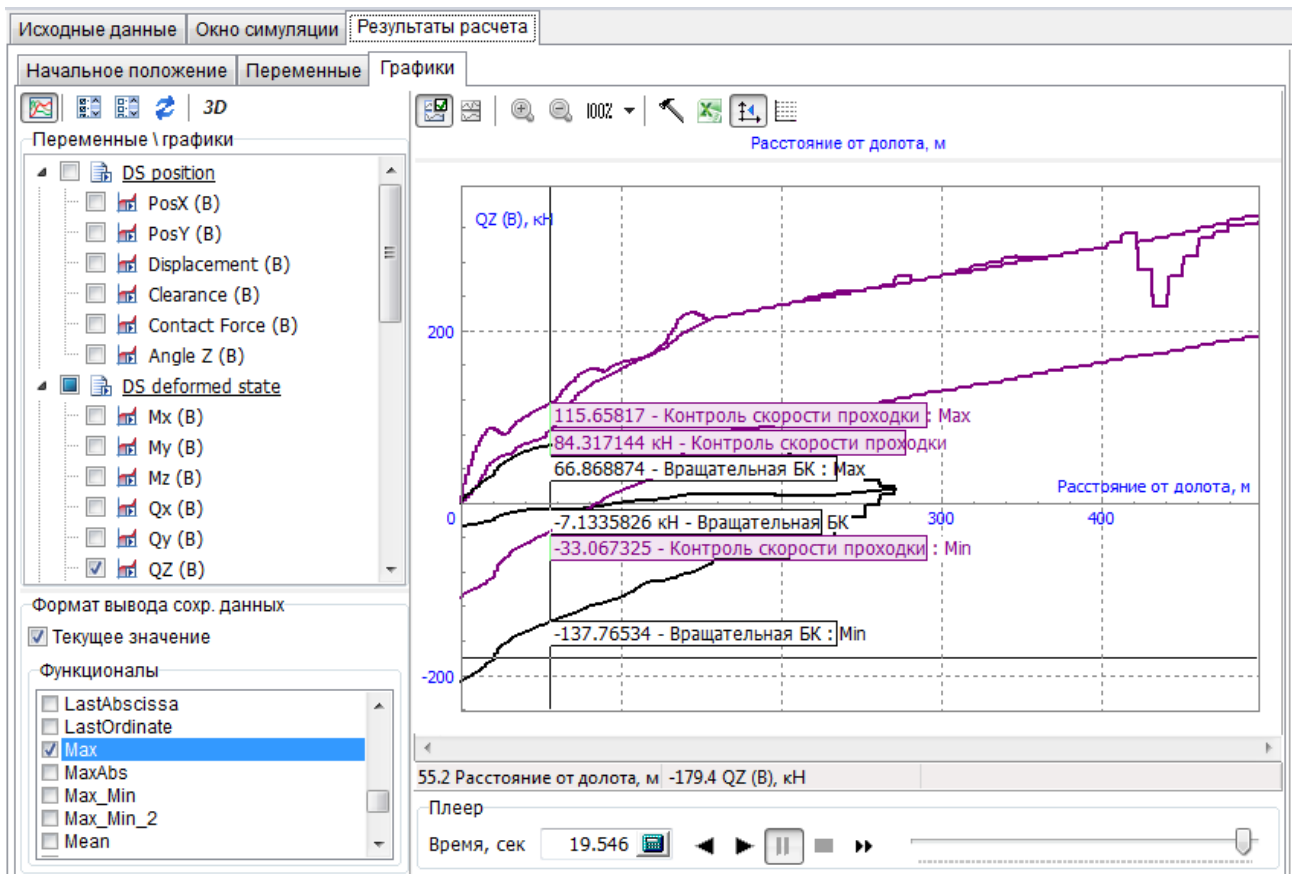 Исходные данные Окно симуляции Результаты расчета
Начальное положение Переменные Графики
3D
Переменные \ графики
DS position
PosX (B)
PosY (B)
Displacement (B)
Clearance (B)
Contact Force (B)
Angle Z (B)
DS deformed state
Mx (B)
My (B)
Mz (B)
Qx (B)
Qy (B)
QZ (B)
Формат вывода сохр. данных
Текущее значение
Функционалы
LastAbscissa
LastOrdinate
Max
MaxAbs
Max_Min
Max_Min_2
Mean
100%
Расстояние от долота, м
QZ (B), кН
200
115.65817 - Контроль скорости проходки : Max
84.317144 кН - Контроль скорости проходки
66.868874 - Вращательная БК : Max
Расстояние от долота, м
0 300 400
-7.1335826 кН - Вращательная БК
-33.067325 - Контроль скорости проходки : Min
-137.76534 - Вращательная БК : Min
-200
55.2 Расстояние от долота, м -179.4 QZ (B), кН
Плеер
Время, сек 19.546